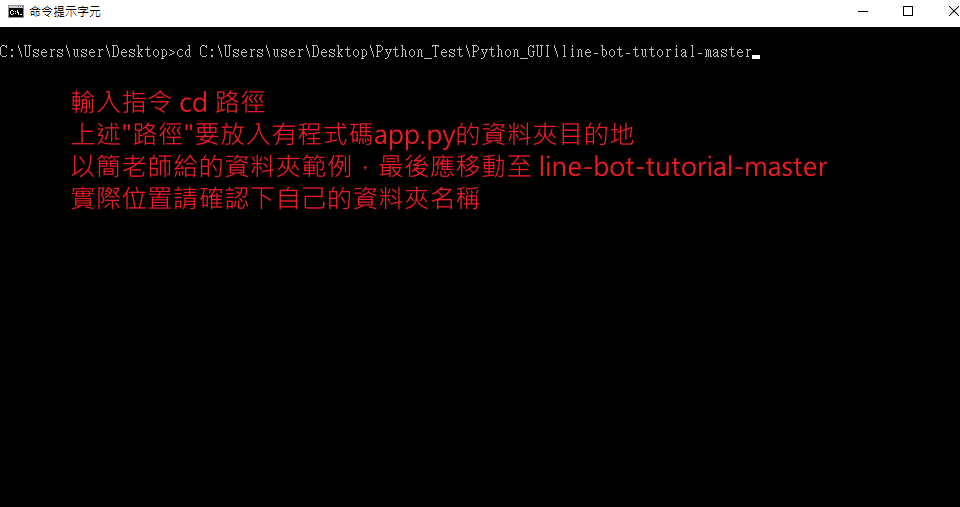 命令提示字元
C:\Users\user\Desktop>cd C:\Users\user\Desktop\Python_Test\Python_GUI\line-bot-tutorial-master
輸入指令 cd 路徑
上述"路徑"要放入有程式碼app.py的資料夾目的地
以簡老師給的資料夾範例，最後應移動至 line-bot-tutorial-master
實際位置請確認下自己的資料夾名稱